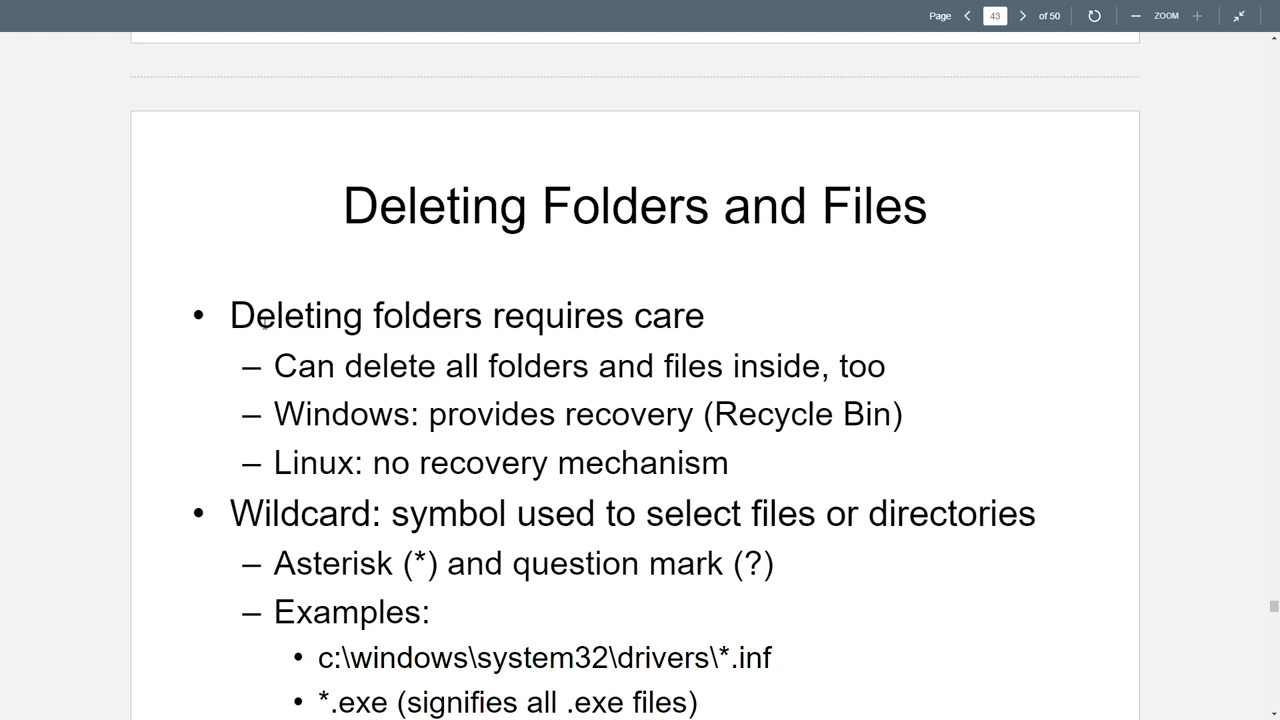 Page 43 of 50 ZOOM
Deleting Folders and Files
• Deleting folders requires care
– Can delete all folders and files inside, too
– Windows: provides recovery (Recycle Bin)
– Linux: no recovery mechanism
• Wildcard: symbol used to select files or directories
– Asterisk (*) and question mark (?)
– Examples:
• c:\windows\system32\drivers\*.inf
• *.exe (signifies all .exe files)